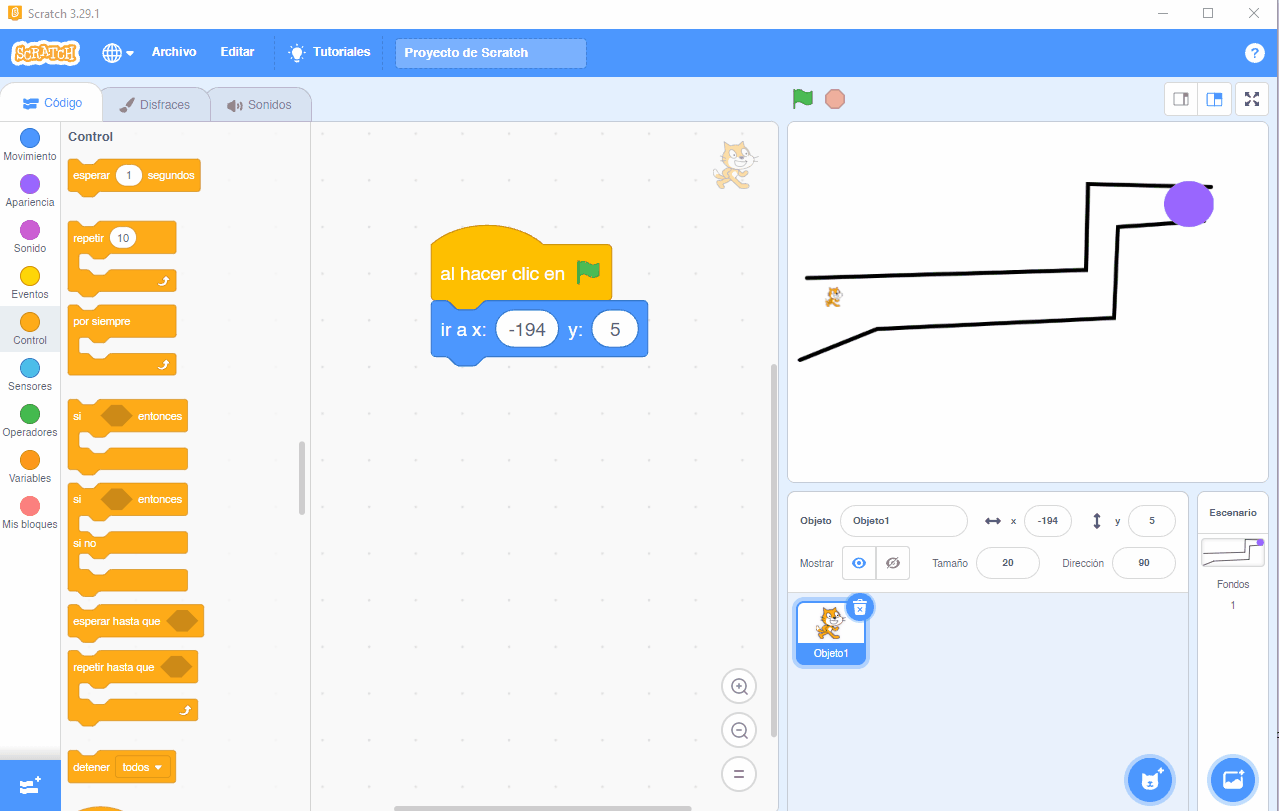 Scratch 3.29.1
SCRATCH
Archivo
Editar
Tutoriales
Proyecto de Scratch
?
Código
Disfraces
Sonidos
Movimiento
Apariencia
Sonido
Eventos
Control
Sensores
Operadores
Variables
Mis bloques
Control
esperar 1 segundos
repetir 10
por siempre
si entonces
si entonces
si no
esperar hasta que
repetir hasta que
detener todos
al hacer clic en
ir a x: -194 y: 5
Objeto Objeto1 x -194 y 5
Mostrar Tamaño 20 Dirección 90
Objeto1
Escenario
Fondos
1